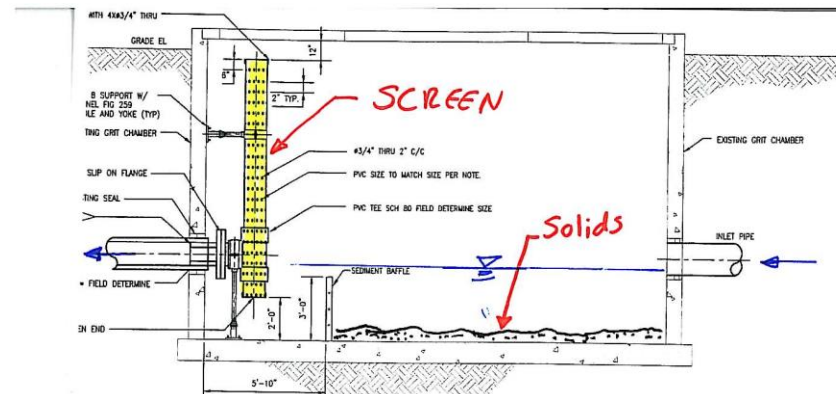 WITH 4X#3/4" THRU
GRADE EL
12"
8"
2" TYP.
SCREEN
B SUPPORT W/
NEL FIG 259
ILE AND YOKE (TYP)
TING GRIT CHAMBER
EXISTING GRIT CHAMBER
#3/4" THRU 2" C/C
SLIP ON FLANGE
PVC SIZE TO MATCH SIZE PER NOTE.
TING SEAL
PVC TEE SCH 80 FIELD DETERMINE SIZE
Solids
INLET PIPE
SEDIMENT BAFFLE
FIELD DETERMINE
2'-0"
3'-0"
EN END
5'-10"